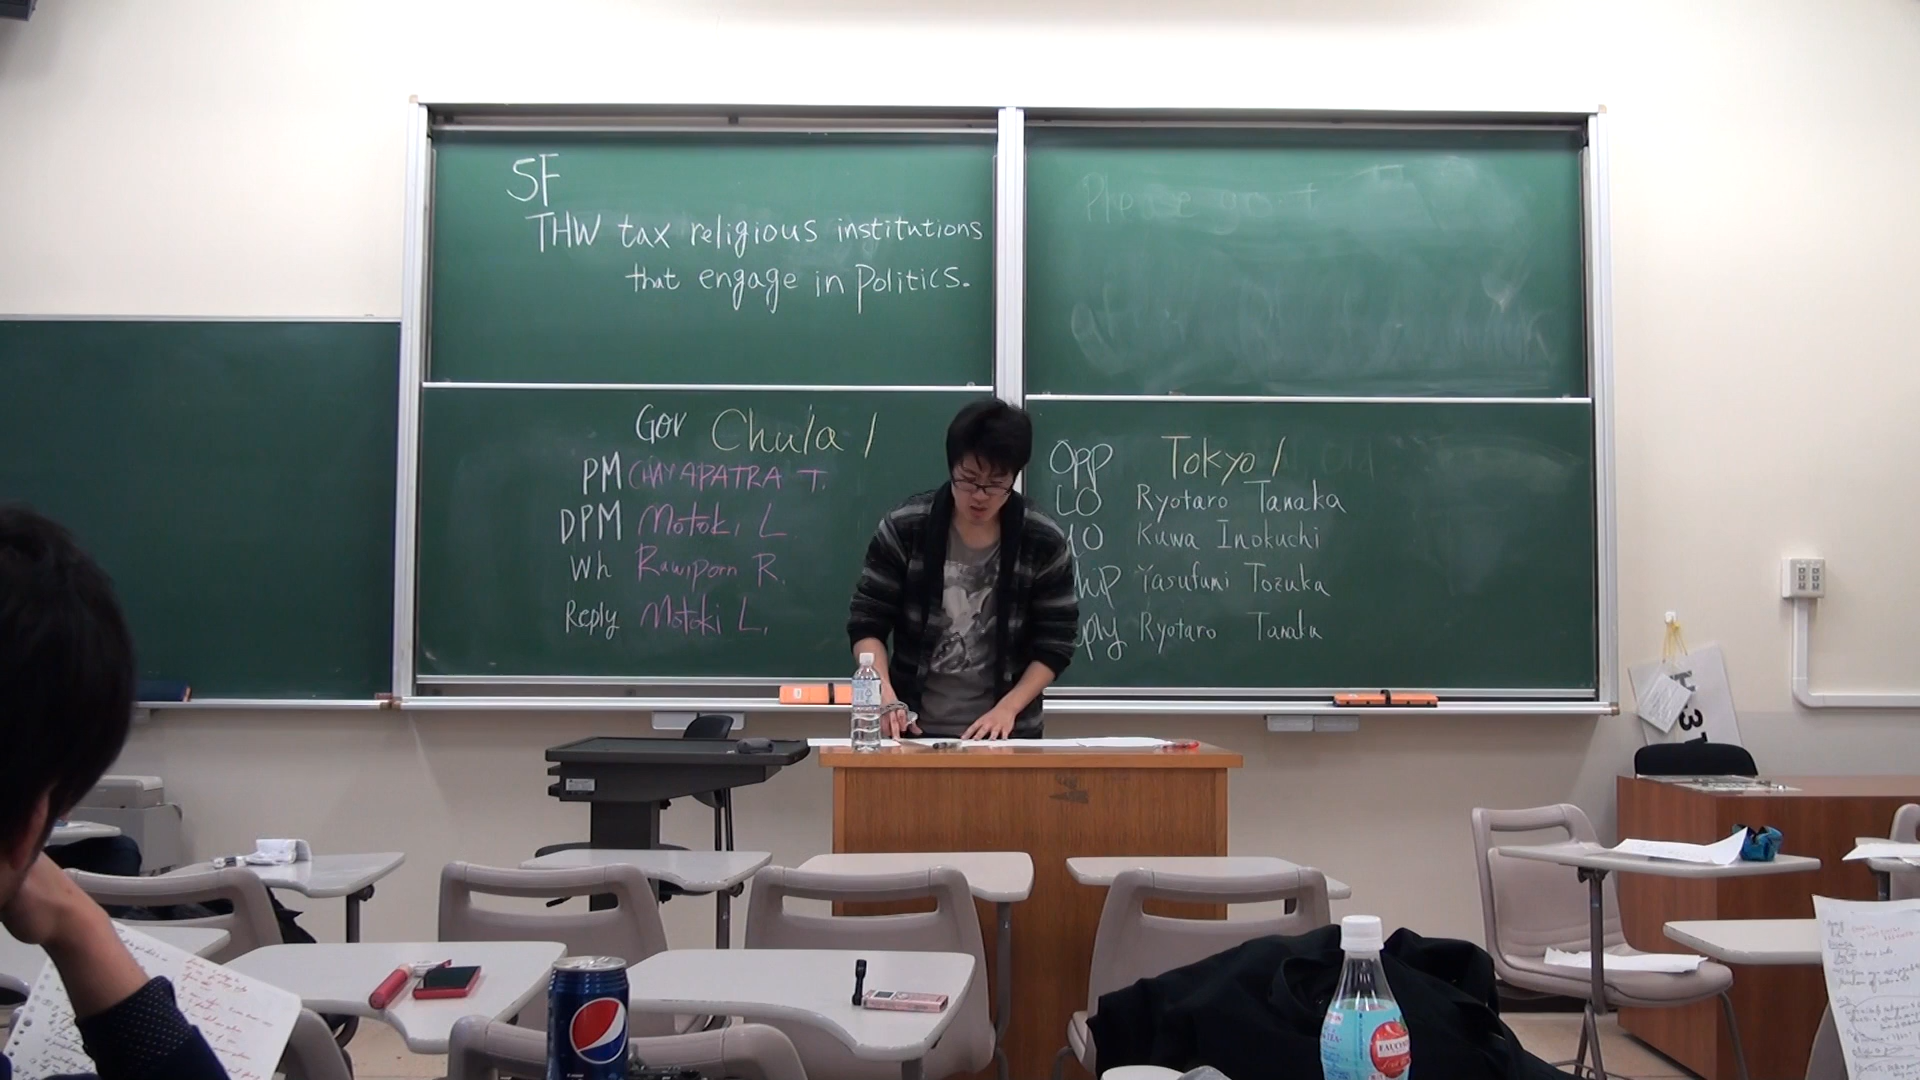 SF
THW tax religious institutions
that engage in Politics.
Gov Chula 1
PM CHAYAPATRA T.
DPM Motoki L.
Wh Rawiporn R.
Reply Motoki L.
Please
Opp Tokyo 1
LO Ryotaro Tanaka
Kuwa Inokuchi
Yasufumi Tozuka
Ryotaro Tanaka